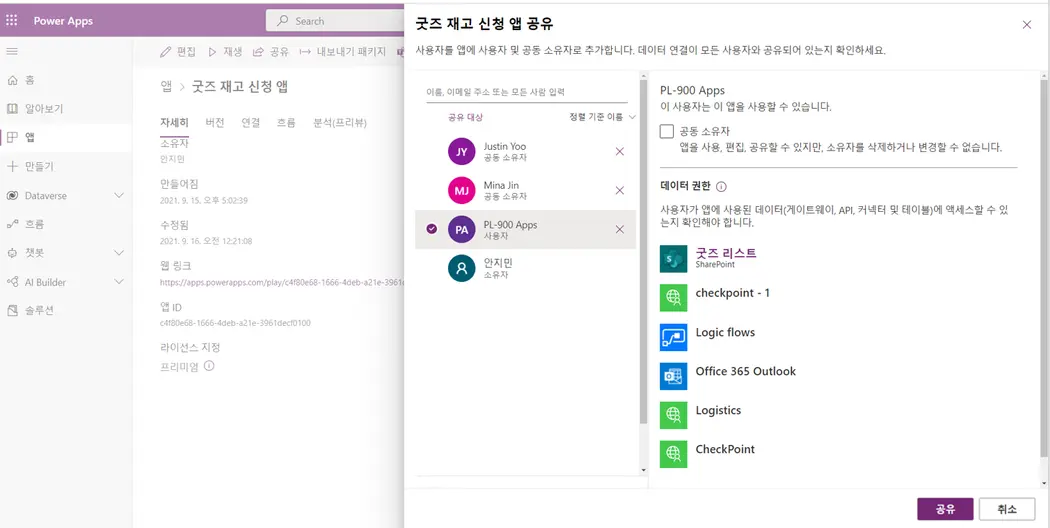 Power Apps
Search
홈
알아보기
앱
만들기
Dataverse
흐름
챗봇
AI Builder
솔루션
편집
재생
공유
내보내기 패키지
앱 > 굿즈 재고 신청 앱
자세히 버전 연결 흐름 분석(프리뷰)
소유자
안지민
만들어짐
2021. 9. 15. 오후 5:02:39
수정됨
2021. 9. 16. 오전 12:21:08
웹 링크
https://apps.powerapps.com/play/c4f80e68-1666-4deb-a21e-3961dec
앱 ID
c4f80e68-1666-4deb-a21e-3961decf0100
라이선스 지정
프리미엄
굿즈 재고 신청 앱 공유
사용자를 앱에 사용자 및 공동 소유자로 추가합니다. 데이터 연결이 모든 사용자와 공유되어 있는지 확인하세요.
이름, 이메일 주소 또는 모든 사람 입력
공유 대상 정렬 기준 이름
JY
Justin Yoo
공동 소유자
MJ
Mina Jin
공동 소유자
PA
PL-900 Apps
사용자
안지민
소유자
PL-900 Apps
이 사용자는 이 앱을 사용할 수 있습니다.
공동 소유자
앱을 사용, 편집, 공유할 수 있지만, 소유자를 삭제하거나 변경할 수 없습니다.
데이터 권한
사용자가 앱에 사용된 데이터(게이트웨이, API, 커넥터 및 테이블)에 액세스할 수 있
는지 확인해야 합니다.
굿즈 리스트
SharePoint
checkpoint - 1
Logic flows
Office 365 Outlook
Logistics
CheckPoint
공유
취소